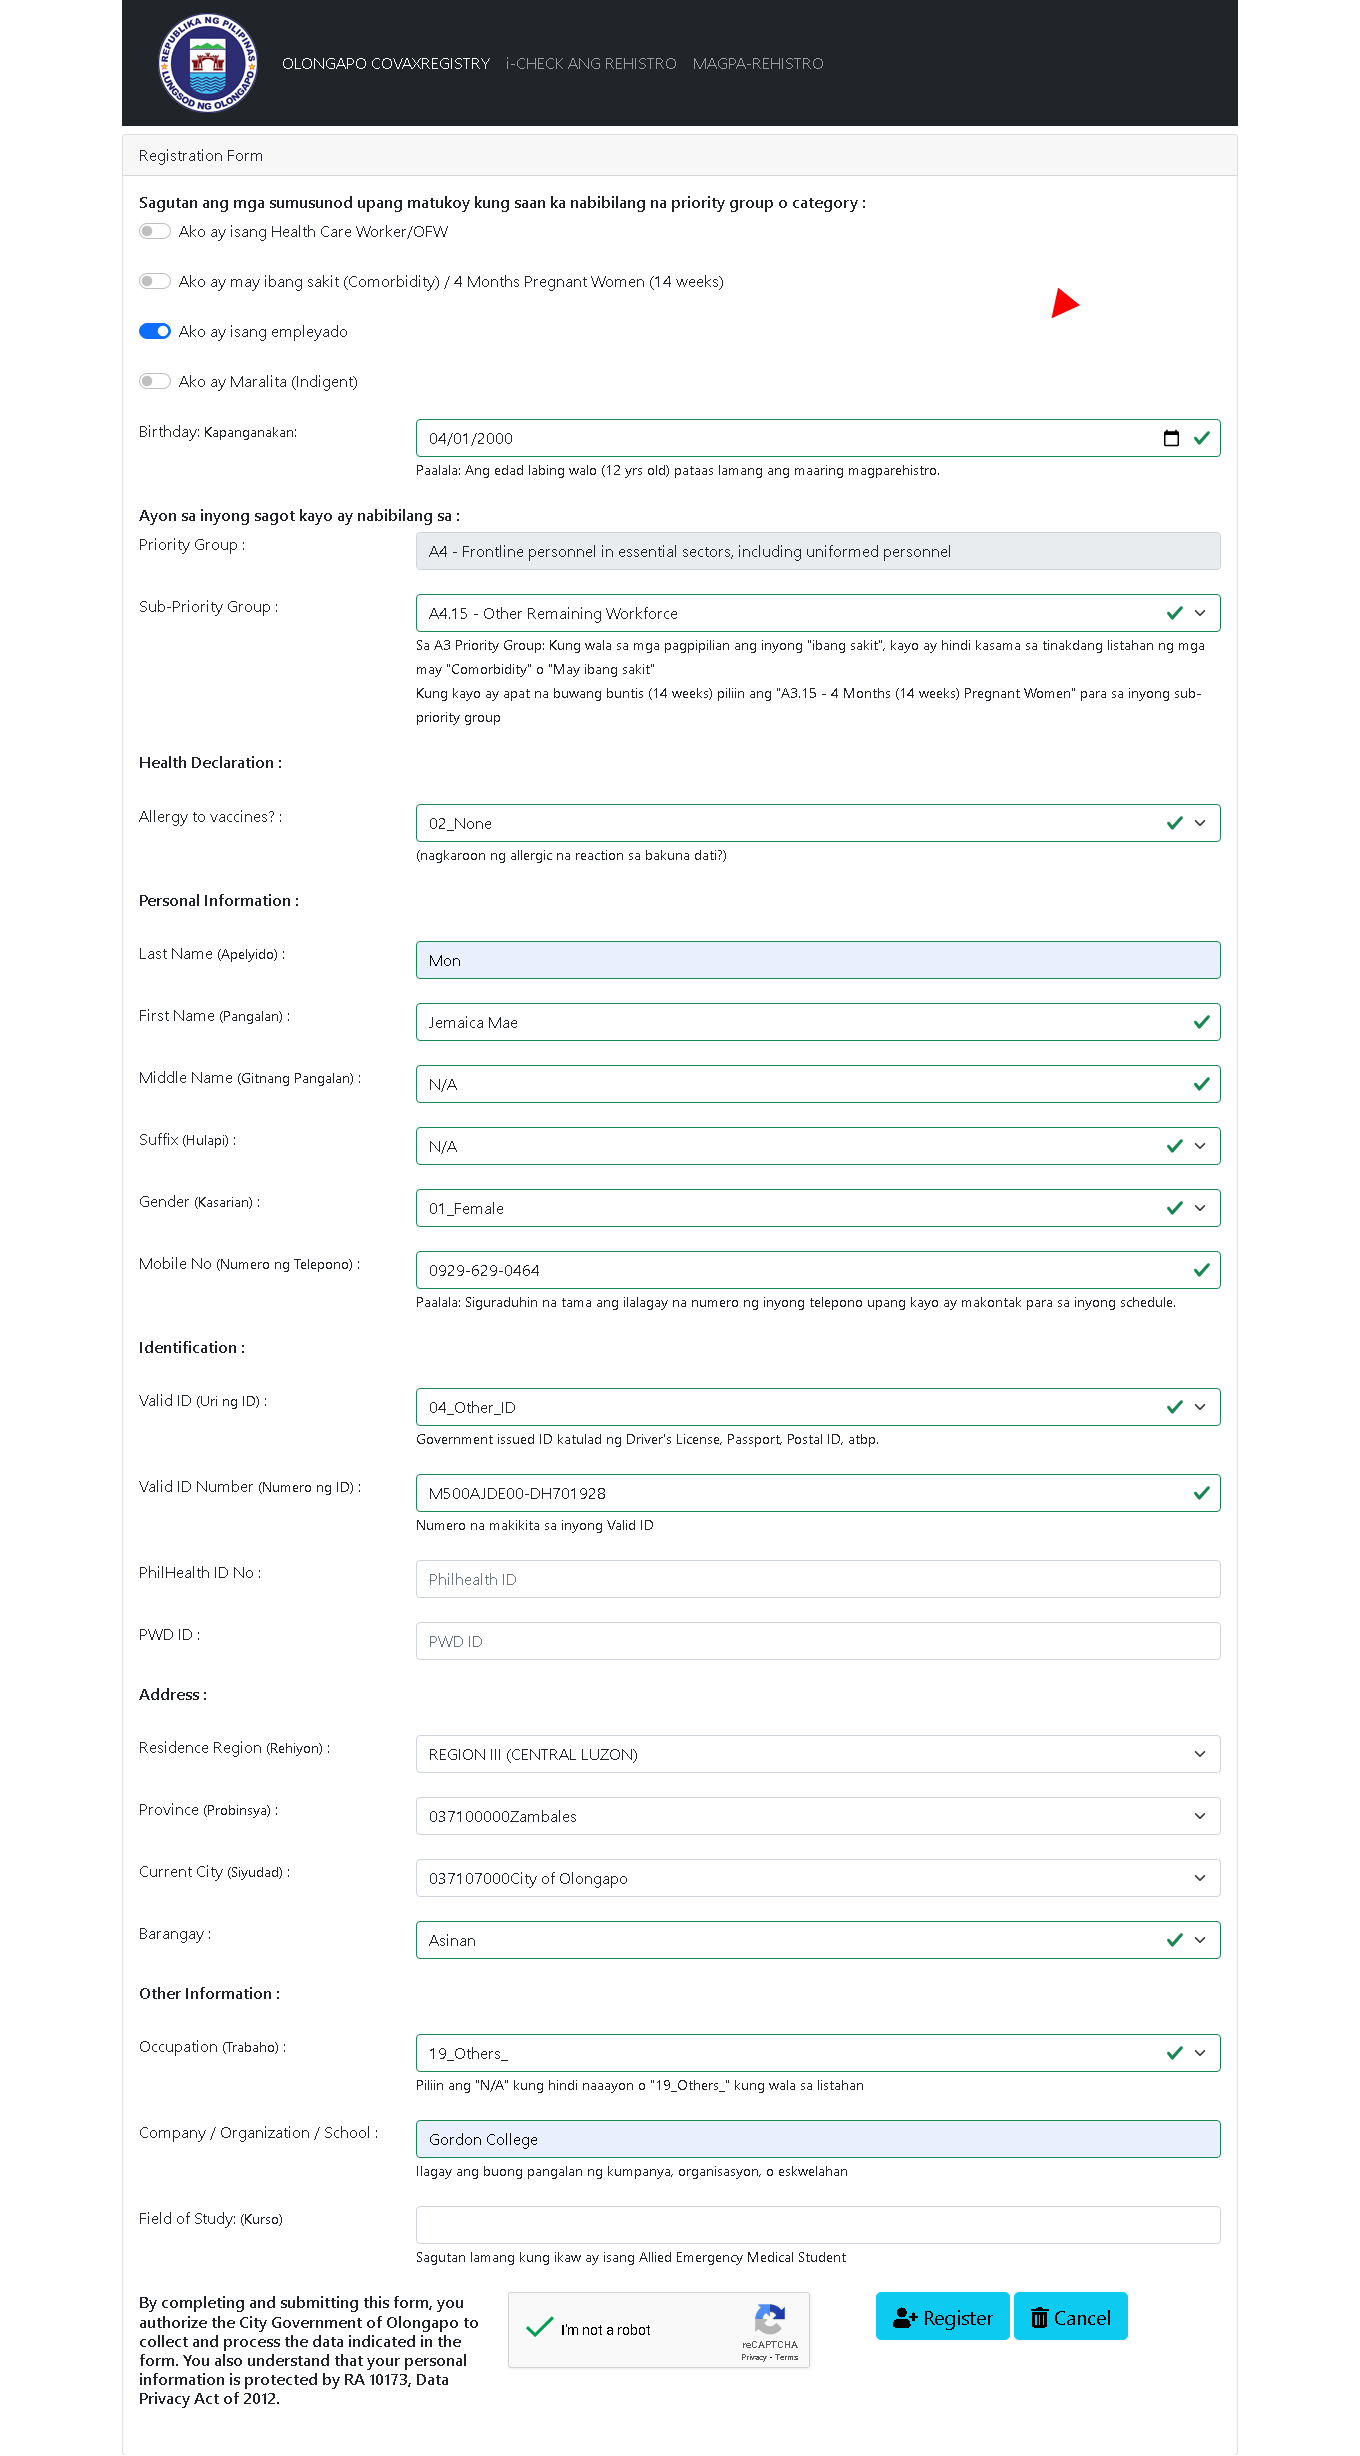 REPUBLIKA NG PILIPINAS
LUNGSOD NG OLONGAPO
OLONGAPO COVAXREGISTRY i-CHECK ANG REHISTRO MAGPA-REHISTRO
Registration Form
Sagutan ang mga sumusunod upang matukoy kung saan ka nabibilang na priority group o category :
Ako ay isang Health Care Worker/OFW
Ako ay may ibang sakit (Comorbidity) / 4 Months Pregnant Women (14 weeks)
Ako ay isang empleyado
Ako ay Maralita (Indigent)
Birthday: Kapanganakan: 04/01/2000
Paalala: Ang edad labing walo (12 yrs old) pataas lamang ang maaring magparehistro.
Ayon sa inyong sagot kayo ay nabibilang sa :
Priority Group : A4 - Frontline personnel in essential sectors, including uniformed personnel
Sub-Priority Group : A4.15 - Other Remaining Workforce
Sa A3 Priority Group: Kung wala sa mga pagpipilian ang inyong "ibang sakit", kayo ay hindi kasama sa tinakdang listahan ng mga
may "Comorbidity" o "May ibang sakit"
Kung kayo ay apat na buwang buntis (14 weeks) piliin ang "A3.15 - 4 Months (14 weeks) Pregnant Women" para sa inyong sub-
priority group
Health Declaration :
Allergy to vaccines? : 02_None
(nagkaroon ng allergic na reaction sa bakuna dati?)
Personal Information :
Last Name (Apelyido) : Mon
First Name (Pangalan) : Jemaica Mae
Middle Name (Gitnang Pangalan) : N/A
Suffix (Hulapi) : N/A
Gender (Kasarian) : 01_Female
Mobile No (Numero ng Telepono) : 0929-629-0464
Paalala: Siguraduhin na tama ang ilalagay na numero ng inyong telepono upang kayo ay makontak para sa inyong schedule.
Identification :
Valid ID (Uri ng ID) : 04_Other_ID
Government issued ID katulad ng Driver's License, Passport, Postal ID, atbp.
Valid ID Number (Numero ng ID) : M500AJDE00-DH701928
Numero na makikita sa inyong Valid ID
PhilHealth ID No : Philhealth ID
PWD ID : PWD ID
Address :
Residence Region (Rehiyon) : REGION III (CENTRAL LUZON)
Province (Probinsya) : 037100000Zambales
Current City (Siyudad) : 037107000City of Olongapo
Barangay : Asinan
Other Information :
Occupation (Trabaho) : 19_Others_
Piliin ang "N/A" kung hindi naaayon o "19_Others_" kung wala sa listahan
Company / Organization / School : Gordon College
Ilagay ang buong pangalan ng kumpanya, organisasyon, o eskwelahan
Field of Study: (Kurso)
Sagutan lamang kung ikaw ay isang Allied Emergency Medical Student
By completing and submitting this form, you
authorize the City Government of Olongapo to
collect and process the data indicated in the
form. You also understand that your personal
information is protected by RA 10173, Data
Privacy Act of 2012.
I'm not a robot
reCAPTCHA
Privacy - Terms
Register Cancel